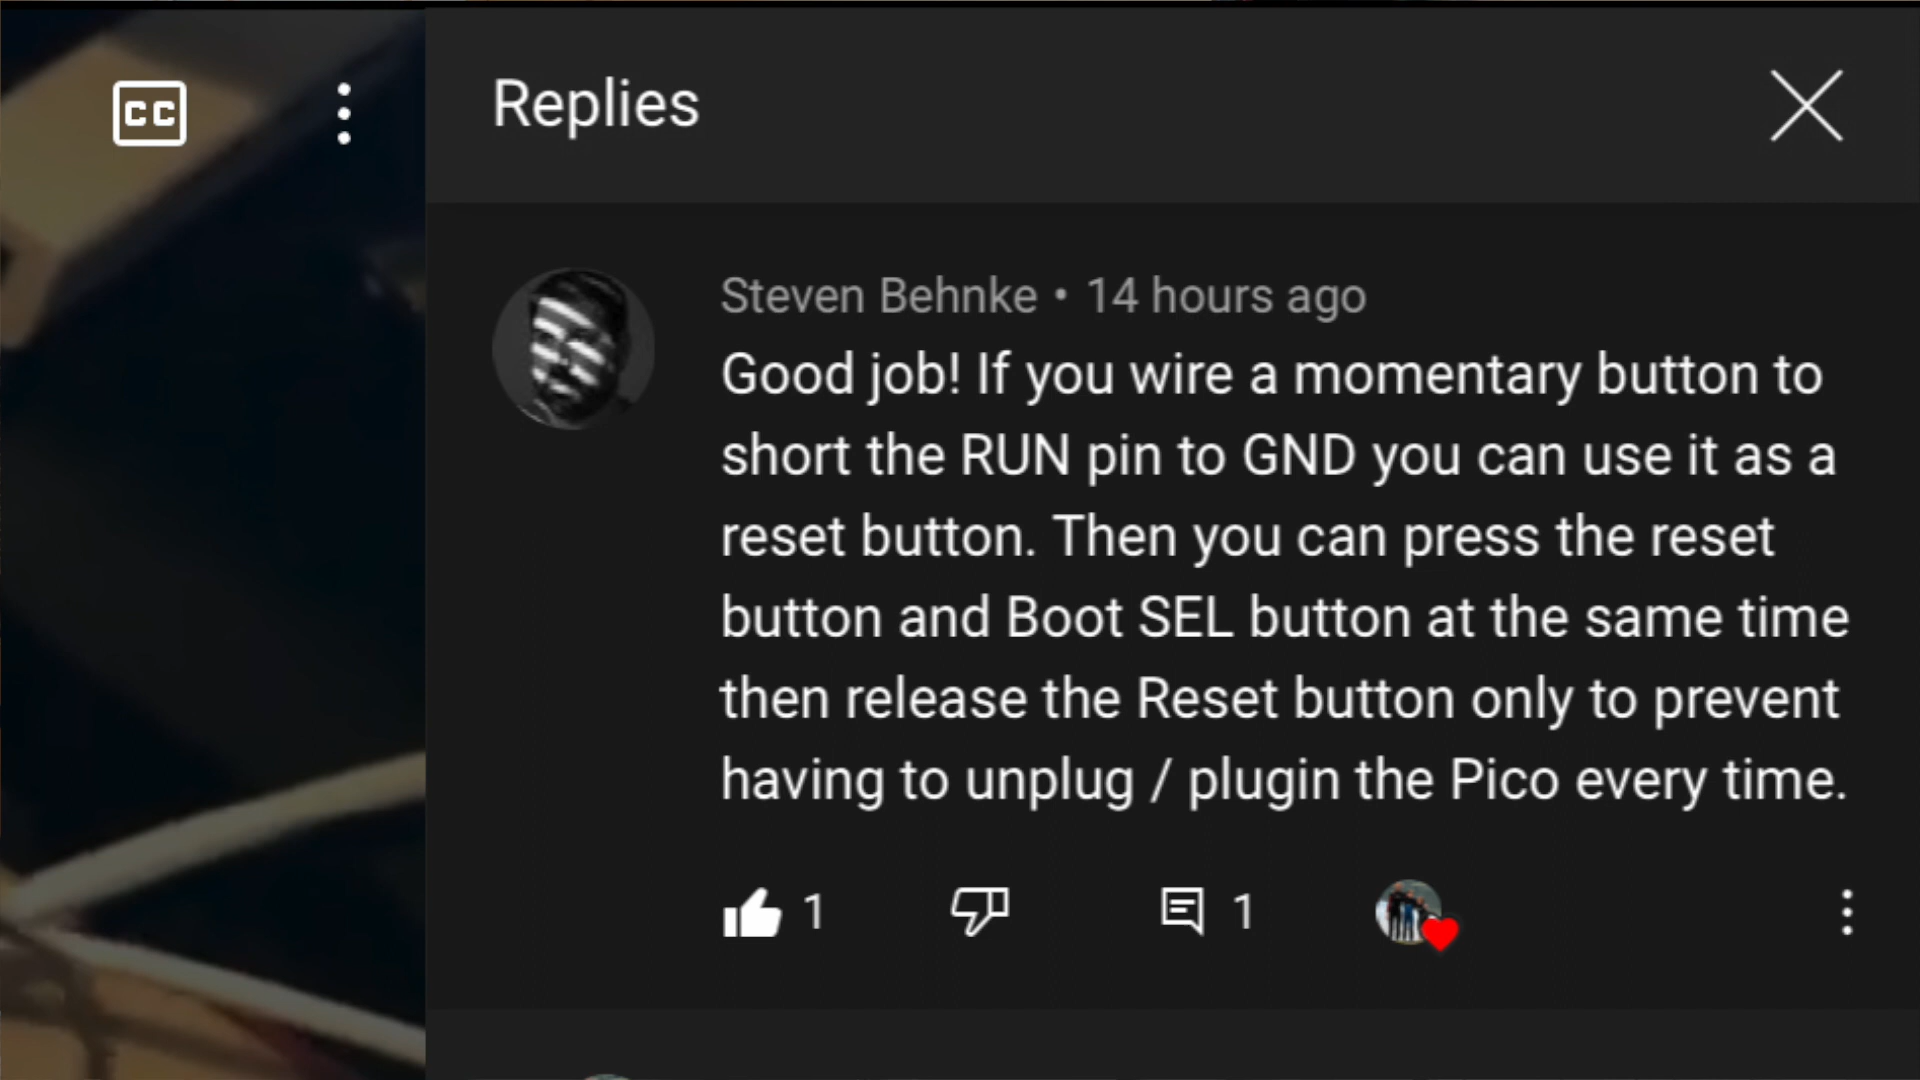 CC
Replies
Steven Behnke • 14 hours ago
Good job! If you wire a momentary button to
short the RUN pin to GND you can use it as a
reset button. Then you can press the reset
button and Boot SEL button at the same time
then release the Reset button only to prevent
having to unplug / plugin the Pico every time.
1 1